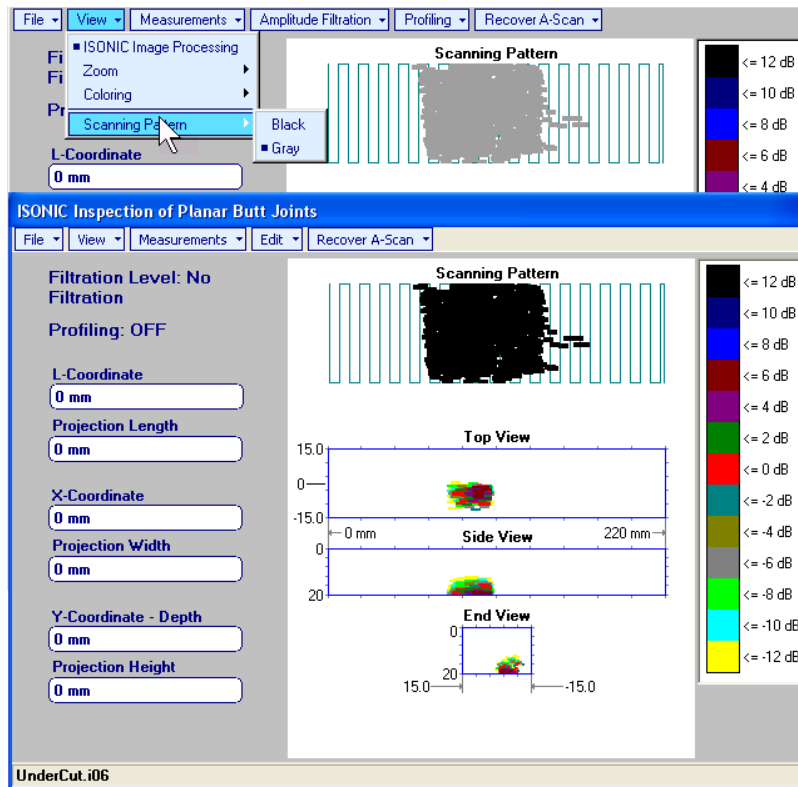 File View Measurements Amplitude Filtration Profiling Recover A-Scan
ISONIC Image Processing
Zoom
Coloring
Scanning Pattern
Black
Gray
Fi
Fi
Pr
L-Coordinate
0 mm
Scanning Pattern
<= 12 dB
<= 10 dB
<= 8 dB
<= 6 dB
<= 4 dB
ISONIC Inspection of Planar Butt Joints
File View Measurements Edit Recover A-Scan
Filtration Level: No
Filtration
Profiling: OFF
L-Coordinate
0 mm
Projection Length
0 mm
X-Coordinate
0 mm
Projection Width
0 mm
Y-Coordinate - Depth
0 mm
Projection Height
0 mm
Scanning Pattern
Top View
15.0
0
-15.0
0 mm
220 mm
Side View
0
20
End View
0
20
15.0
-15.0
<= 12 dB
<= 10 dB
<= 8 dB
<= 6 dB
<= 4 dB
<= 2 dB
<= 0 dB
<= -2 dB
<= -4 dB
<= -6 dB
<= -8 dB
<= -10 dB
<= -12 dB
UnderCut.i06